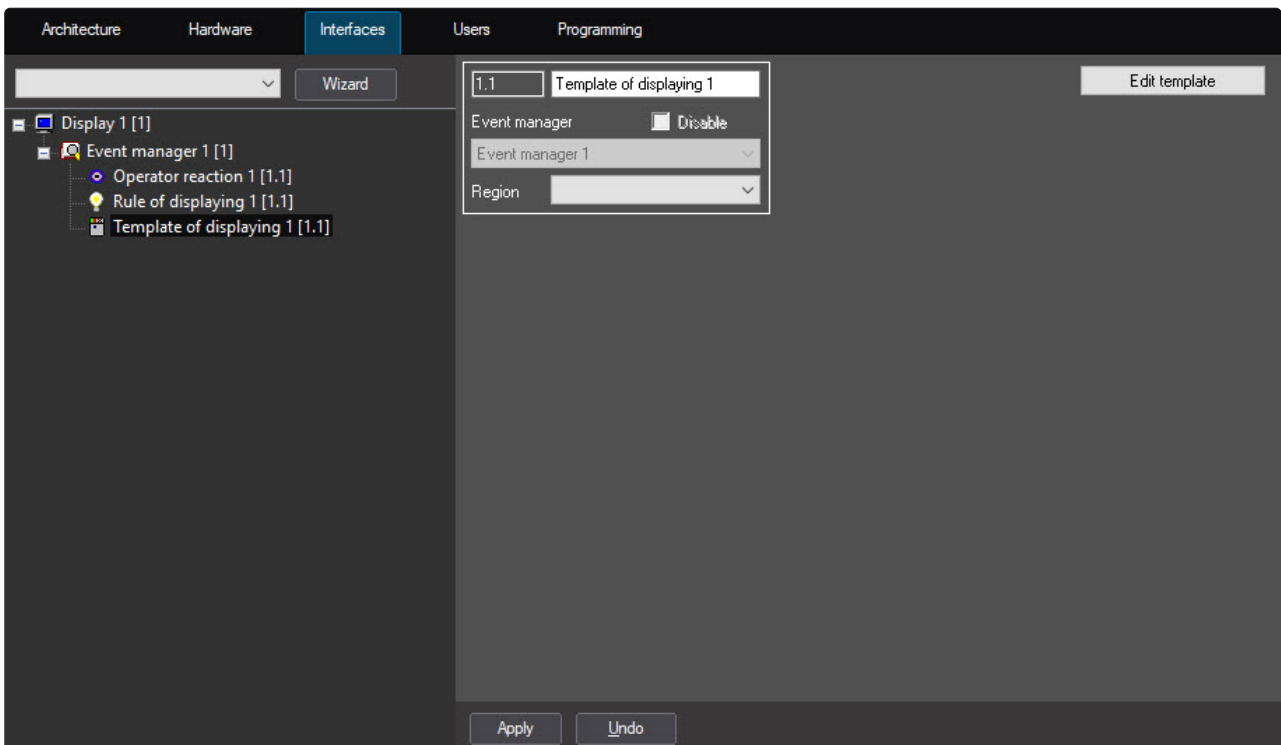 Architecture Hardware Interfaces Users Programming
Wizard
Display 1 [1]
Event manager 1 [1]
Operator reaction 1 [1.1]
Rule of displaying 1 [1.1]
Template of displaying 1 [1.1]
1.1 Template of displaying 1
Event manager Disable
Event manager 1
Region
Edit template
Apply Undo